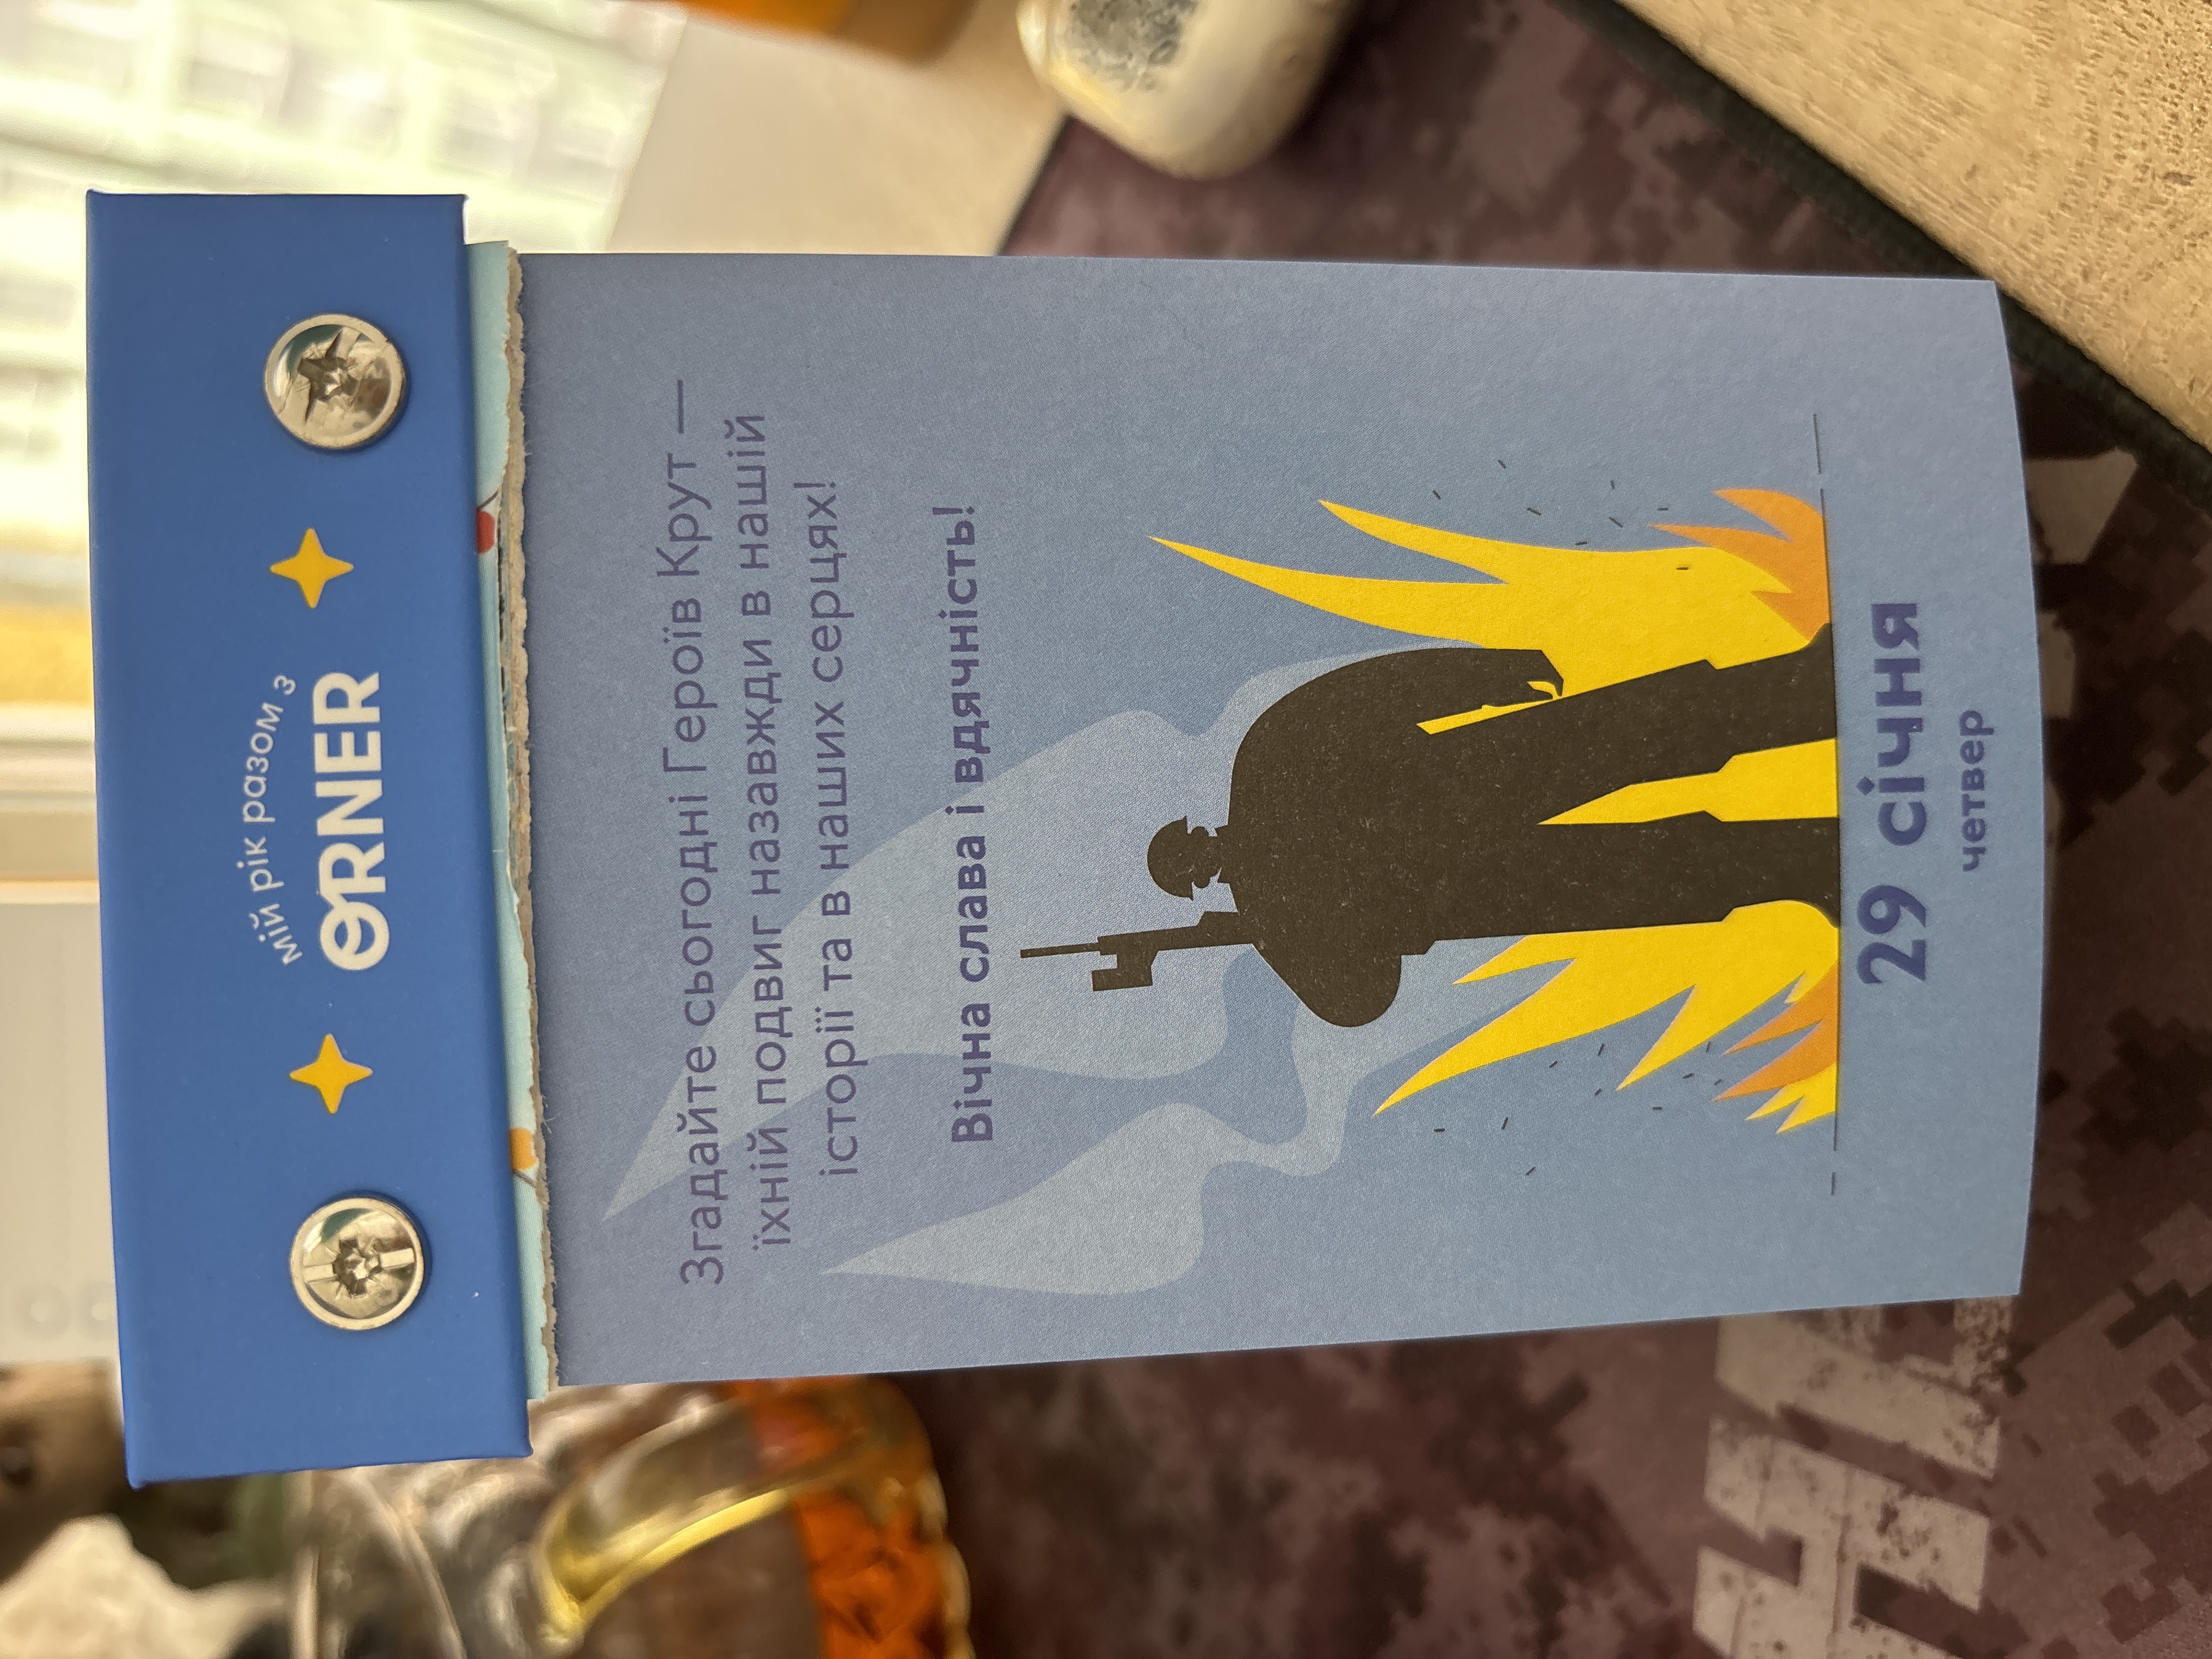 мій рік разом з
ORNER
Згадайте сьогодні Героїв Крут —
їхній подвиг назавжди в нашій
історії та в наших серцях!
Вічна слава і вдячність!
29 січня
четвер